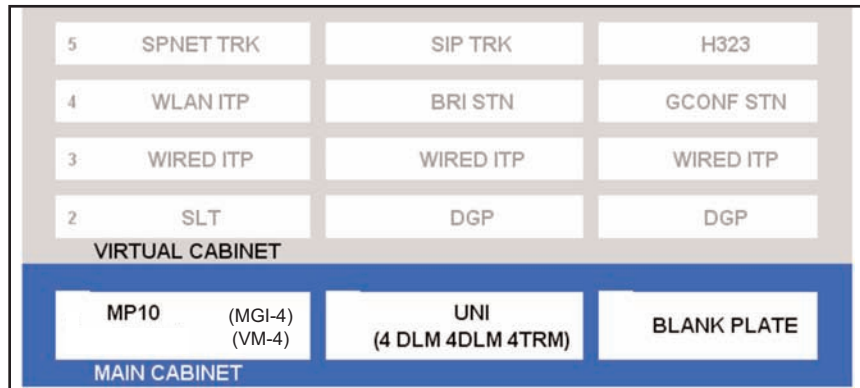 5 SPNET TRK SIP TRK H323
4 WLAN ITP BRI STN GCONF STN
3 WIRED ITP WIRED ITP WIRED ITP
2 SLT DGP DGP
VIRTUAL CABINET
MP10 (MGI-4) UNI BLANK PLATE
(VM-4) (4 DLM 4DLM 4TRM)
MAIN CABINET